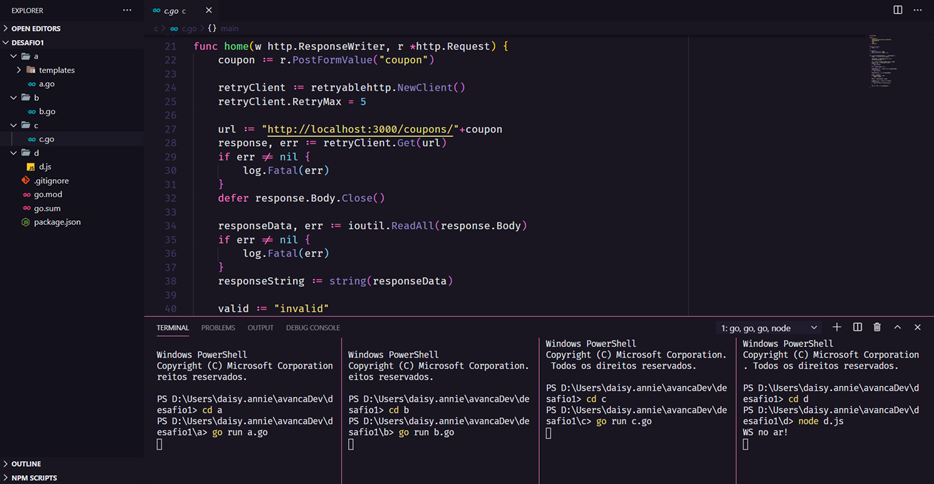 EXPLORER
c.go c
OPEN EDITORS
DESAFIO1
a
templates
a.go
b
b.go
c
c.go
d
d.js
.gitignore
go.mod
go.sum
package.json
OUTLINE
NPM SCRIPTS
c > c.go > {} main
21 func home(w http.ResponseWriter, r *http.Request) {
22 coupon := r.PostFormValue("coupon")
23
24 retryClient := retryablehttp.NewClient()
25 retryClient.RetryMax = 5
26
27 url := "http://localhost:3000/coupons/"+coupon
28 response, err := retryClient.Get(url)
29 if err != nil {
30 log.Fatal(err)
31 }
32 defer response.Body.Close()
33
34 responseData, err := ioutil.ReadAll(response.Body)
35 if err != nil {
36 log.Fatal(err)
37 }
38 responseString := string(responseData)
39
40 valid := "invalid"
TERMINAL PROBLEMS OUTPUT DEBUG CONSOLE
1: go, go, go, node
Windows PowerShell
Copyright (C) Microsoft Corporation
reitos reservados.
PS D:\Users\daisy.annie\avancaDev\d
esafio1> cd a
PS D:\Users\daisy.annie\avancaDev\d
esafio1\a> go run a.go
Windows PowerShell
Copyright (C) Microsoft Corporation.
eitos reservados.
PS D:\Users\daisy.annie\avancaDev\de
safio1> cd b
PS D:\Users\daisy.annie\avancaDev\de
safio1\b> go run b.go
Windows PowerShell
Copyright (C) Microsoft Corporation.
Todos os direitos reservados.
PS D:\Users\daisy.annie\avancaDev\de
safio1> cd c
PS D:\Users\daisy.annie\avancaDev\de
safio1\c> go run c.go
Windows PowerShell
Copyright (C) Microsoft Corporation
. Todos os direitos reservados.
PS D:\Users\daisy.annie\avancaDev\d
esafio1> cd d
PS D:\Users\daisy.annie\avancaDev\d
esafio1\d> node d.js
WS no ar!